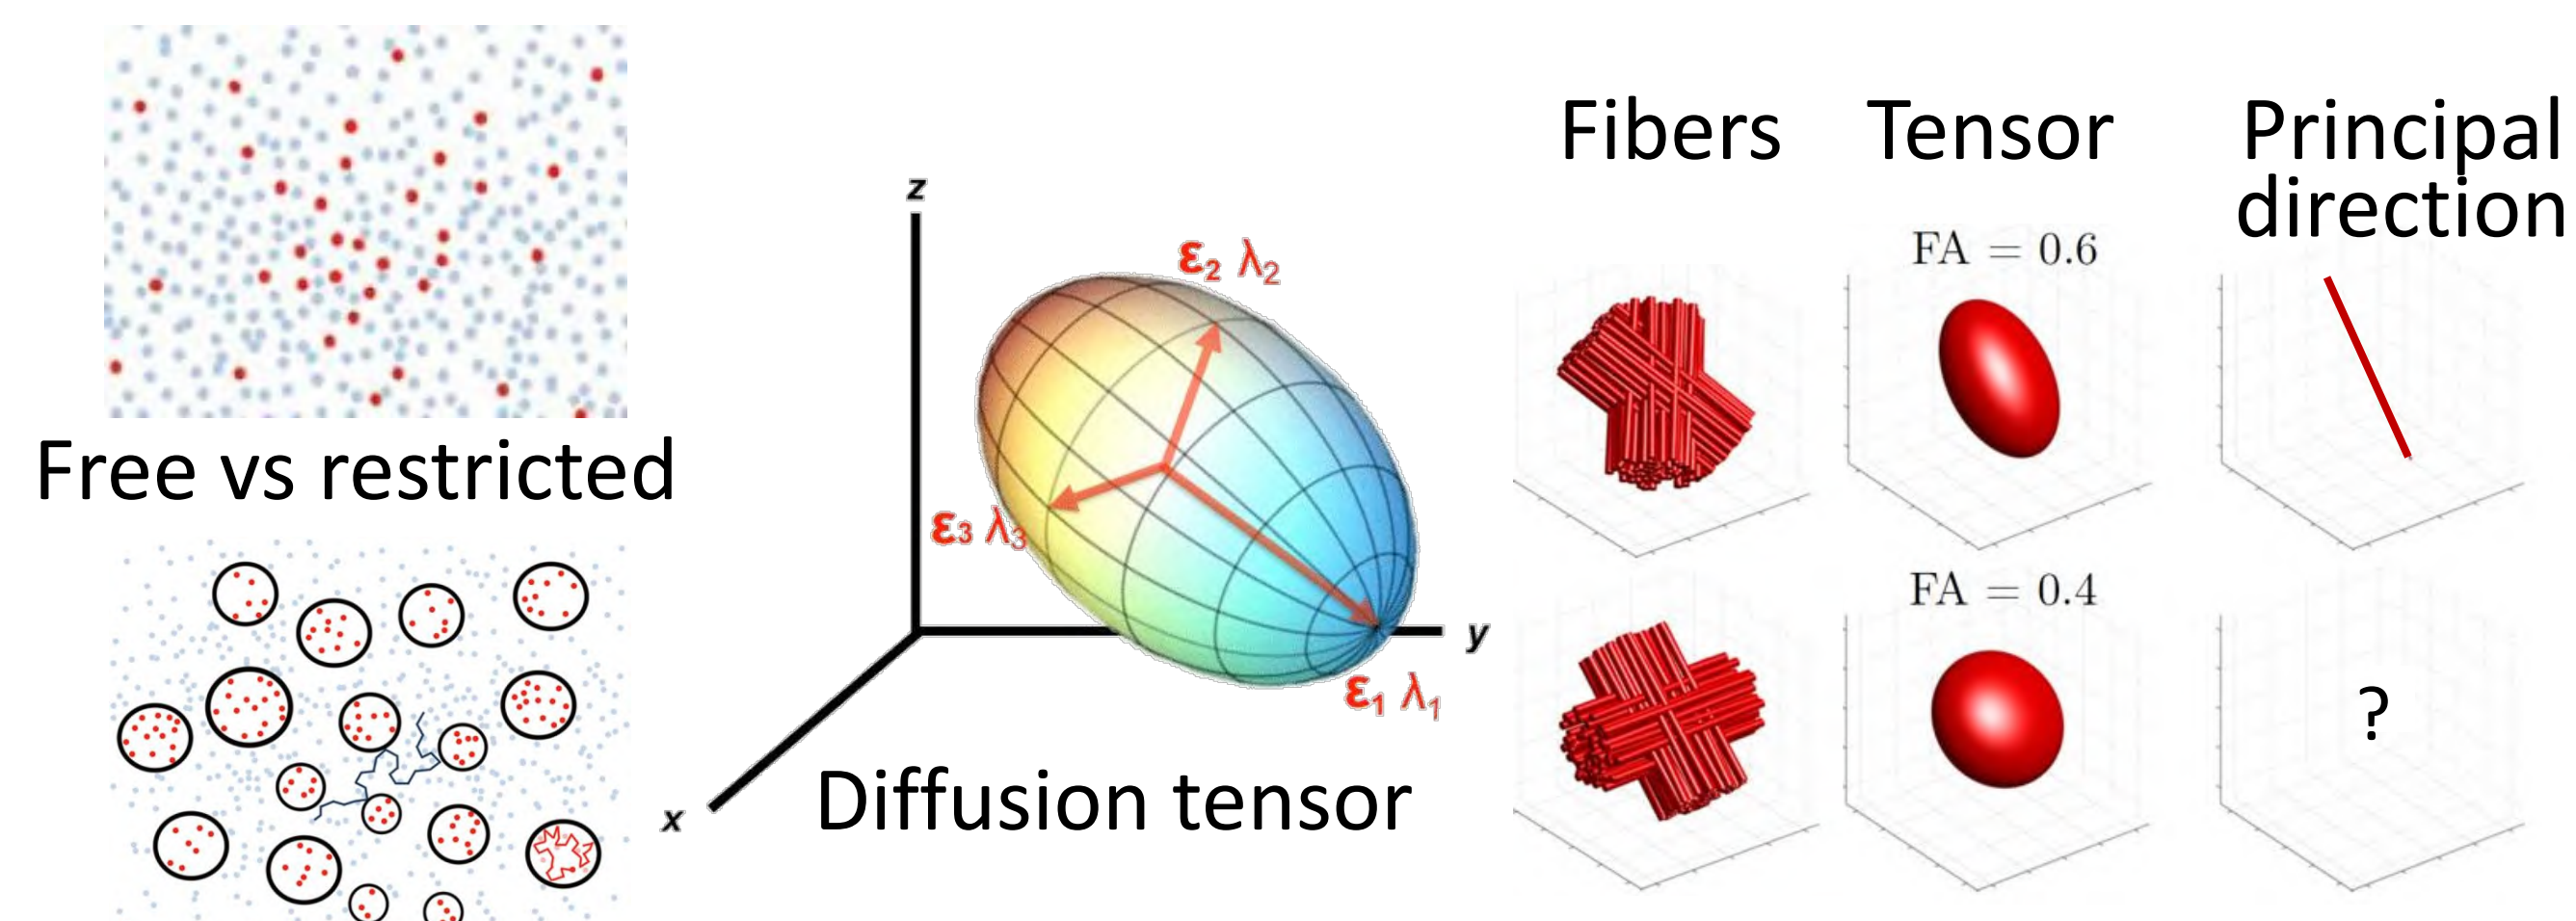 Free vs restricted
z
ε₂ λ₂
ε₃ λ₃
y
ε₁ λ₁
x
Diffusion tensor
Fibers
Tensor
Principal
direction
FA = 0.6
FA = 0.4
?